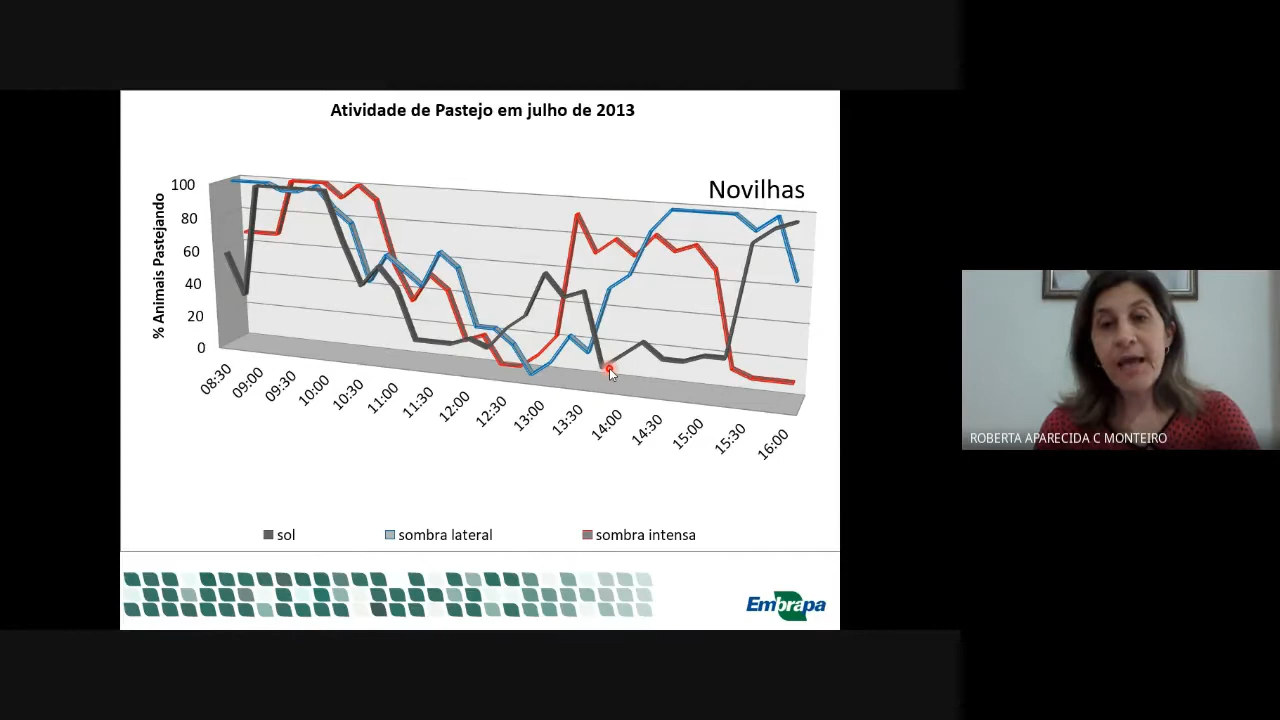 Atividade de Pastejo em julho de 2013
Novilhas
% Animais Pastejando
100
80
60
40
20
0
08:30
09:00
09:30
10:00
10:30
11:00
11:30
12:00
12:30
13:00
13:30
14:00
14:30
15:00
15:30
16:00
sol
sombra lateral
sombra intensa
Embrapa
ROBERTA APARECIDA C MONTEIRO